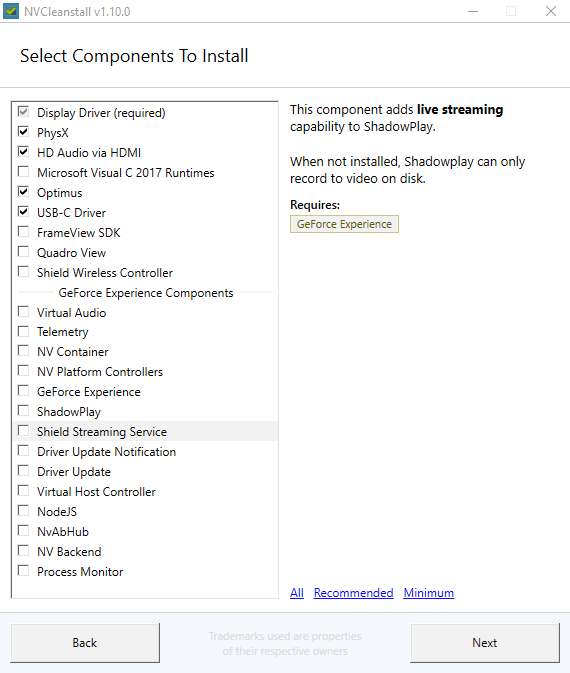 NVCleanstall v1.10.0
Select Components To Install
Display Driver (required)
PhysX
HD Audio via HDMI
Microsoft Visual C 2017 Runtimes
Optimus
USB-C Driver
FrameView SDK
Quadro View
Shield Wireless Controller
GeForce Experience Components
Virtual Audio
Telemetry
NV Container
NV Platform Controllers
GeForce Experience
ShadowPlay
Shield Streaming Service
Driver Update Notification
Driver Update
Virtual Host Controller
NodeJS
NvAbHub
NV Backend
Process Monitor
This component adds live streaming
capability to ShadowPlay.
When not installed, Shadowplay can only
record to video on disk.
Requires:
GeForce Experience
All Recommended Minimum
Back
Trademarks used are properties
of their respective owners
Next